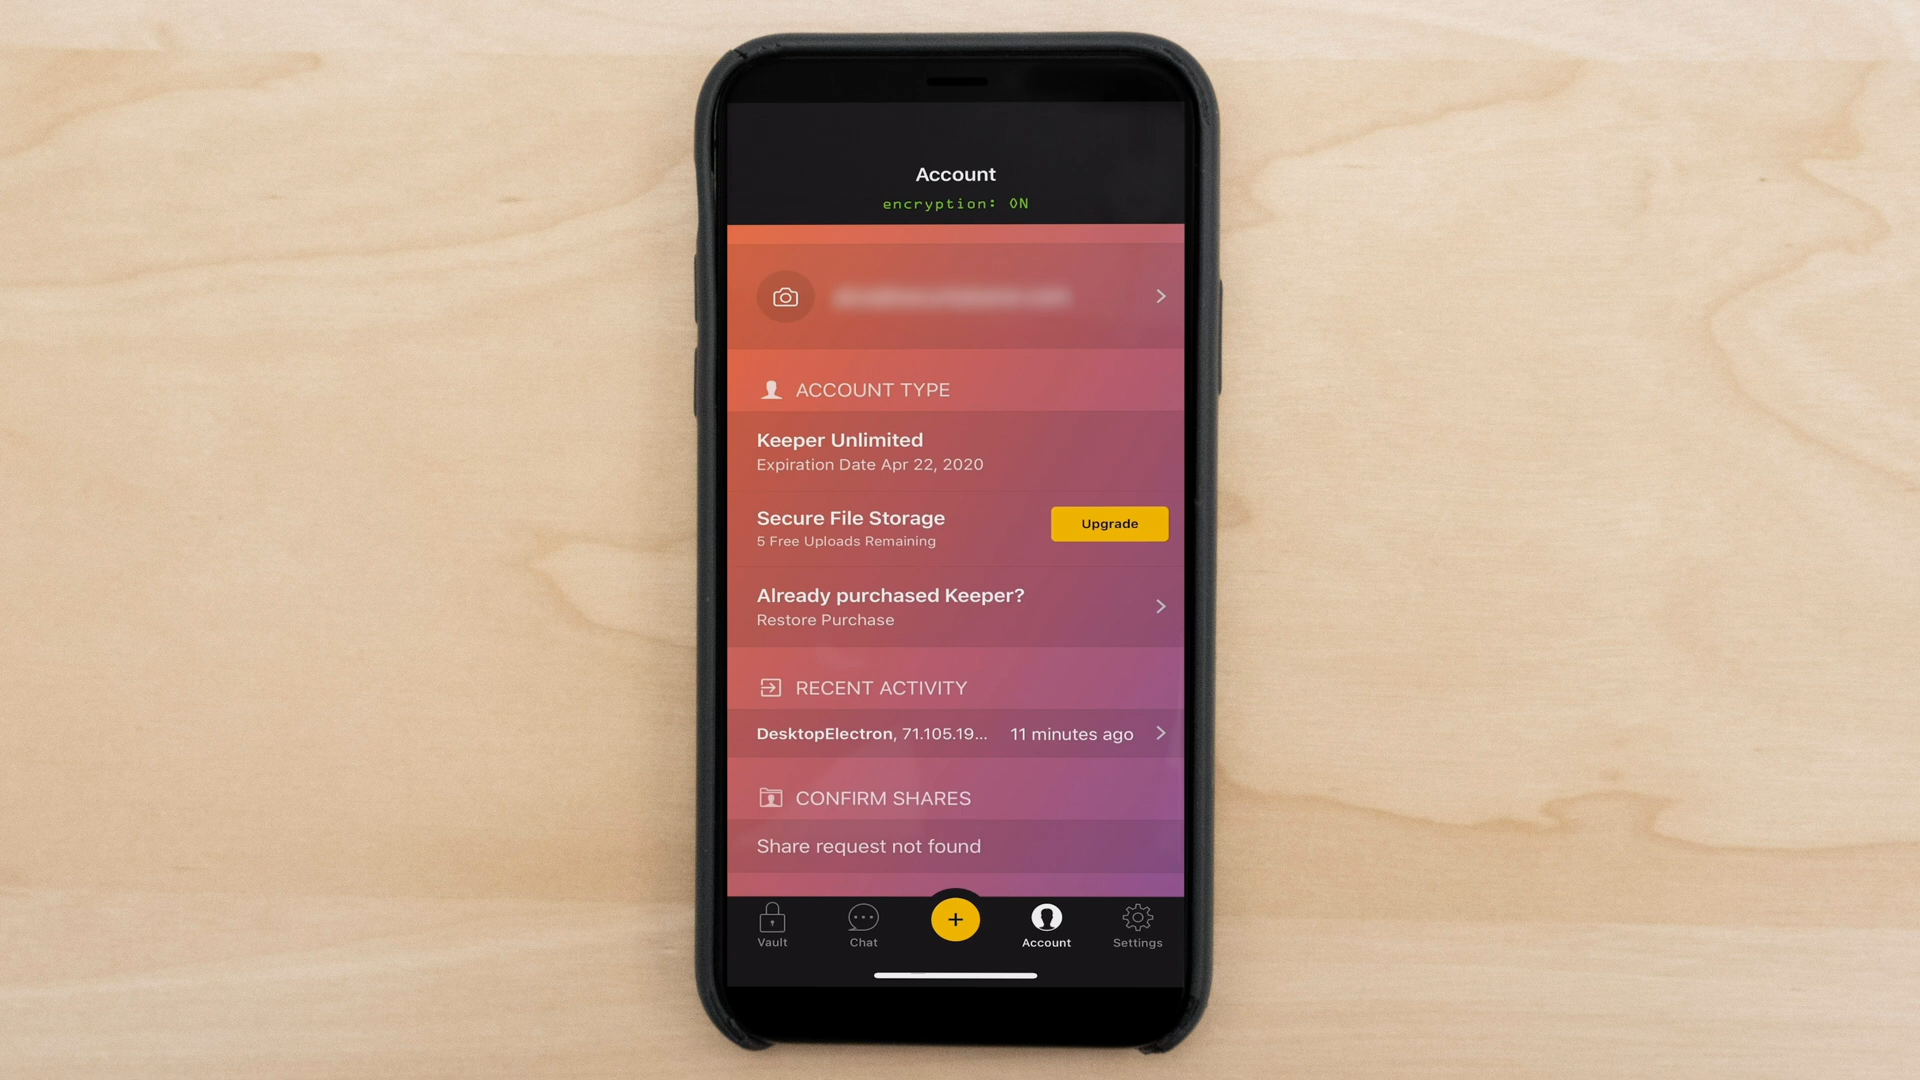 Account
encryption: ON
ACCOUNT TYPE
Keeper Unlimited
Expiration Date Apr 22, 2020
Secure File Storage
5 Free Uploads Remaining
Upgrade
Already purchased Keeper?
Restore Purchase
RECENT ACTIVITY
DesktopElectron, 71.105.19... 11 minutes ago
CONFIRM SHARES
Share request not found
Vault Chat + Account Settings